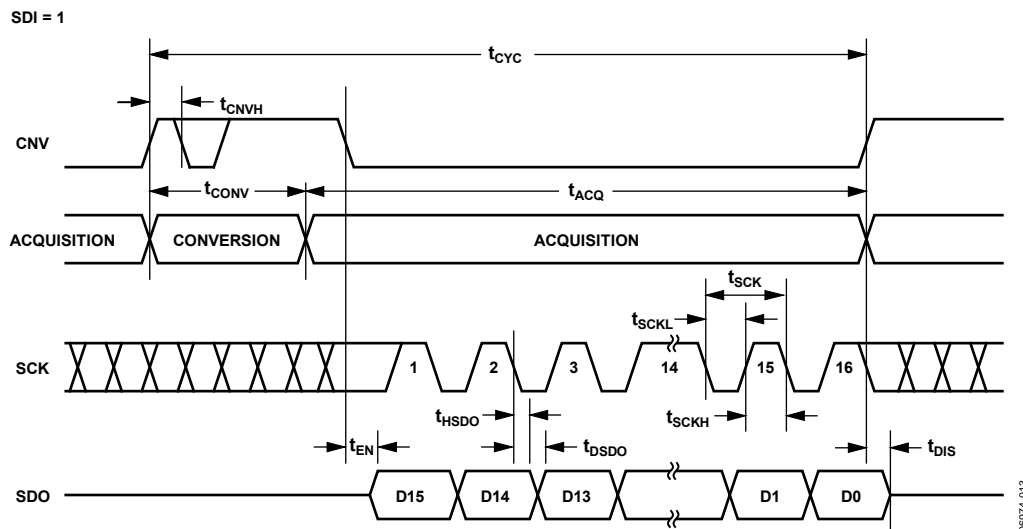 SDI = 1
tCYC
tCNVH
CNV
tCONV
tACQ
ACQUISITION
CONVERSION
ACQUISITION
tSCK
tSCKL
SCK
1
2
3
14
15
16
tHSDO
tSCKH
tEN
tDSDO
tDIS
SDO
D15
D14
D13
D1
D0